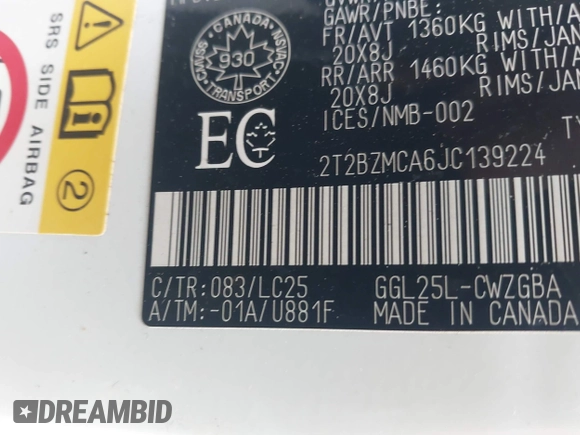 GAWR/PNBE:
FR/AVT 1360KG WITH/A
20X8J RIMS/JAN
RR/ARR 1460KG WITH/A
20X8J RIMS/JAN
ICES/NMB-002
TY
CANADA
930
TRANSPORT
EC
2T2BZMCA6JC139224
C/TR: 083/LC25 GGL25L-CWZGBA
A/TM:-01A/U881F MADE IN CANADA
SRS SIDE AIRBAG
2
DREAMBID